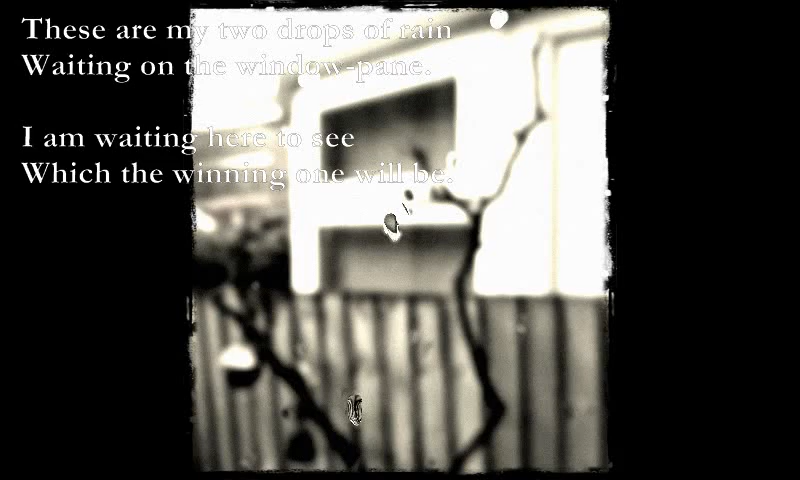 These are my two drops of rain
Waiting on the window-pane.
I am waiting here to see
Which the winning one will be.